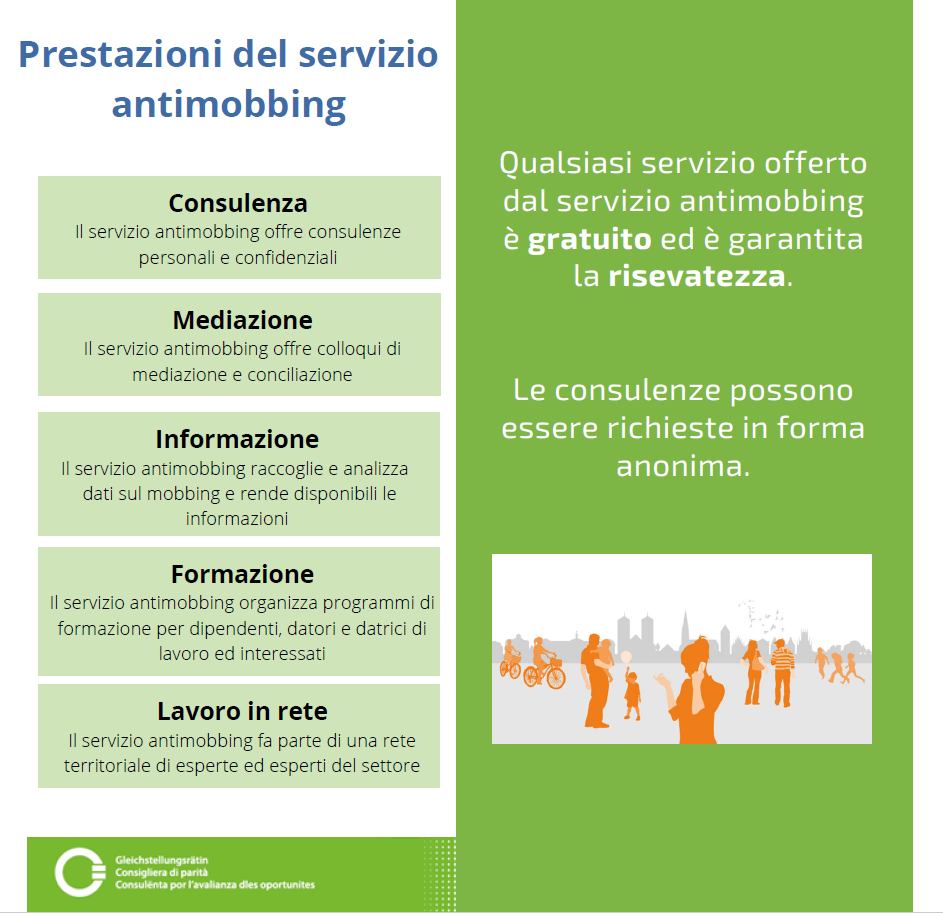 Prestazioni del servizio
antimobbing
Consulenza
Il servizio antimobbing offre consulenze
personali e confidenziali
Mediazione
Il servizio antimobbing offre colloqui di
mediazione e conciliazione
Informazione
Il servizio antimobbing raccoglie e analizza
dati sul mobbing e rende disponibili le
informazioni
Formazione
Il servizio antimobbing organizza programmi di
formazione per dipendenti, datori e datrici di
lavoro ed interessati
Lavoro in rete
Il servizio antimobbing fa parte di una rete
territoriale di esperte ed esperti del settore
Gleichstellungsrätin
Consigliera di parità
Consulënta por l'avalianza dles oportunites
Qualsiasi servizio offerto
dal servizio antimobbing
è gratuito ed è garantita
la risevatezza.
Le consulenze possono
essere richieste in forma
anonima.